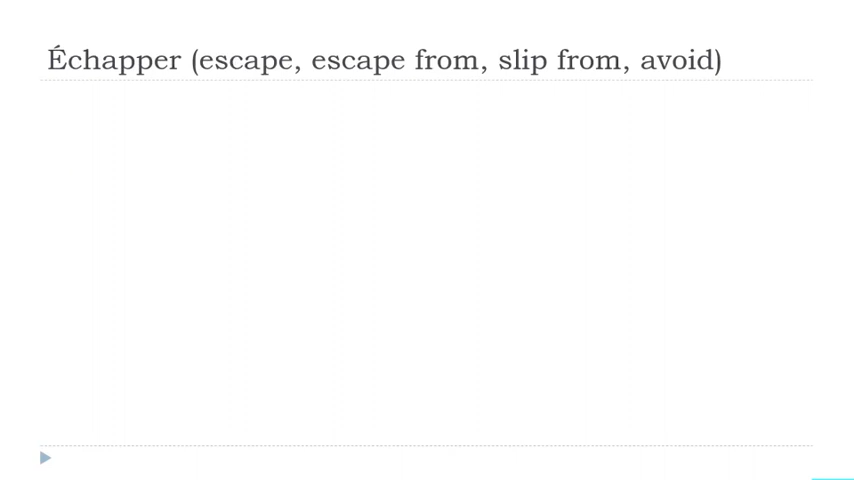 Échapper (escape, escape from, slip from, avoid)